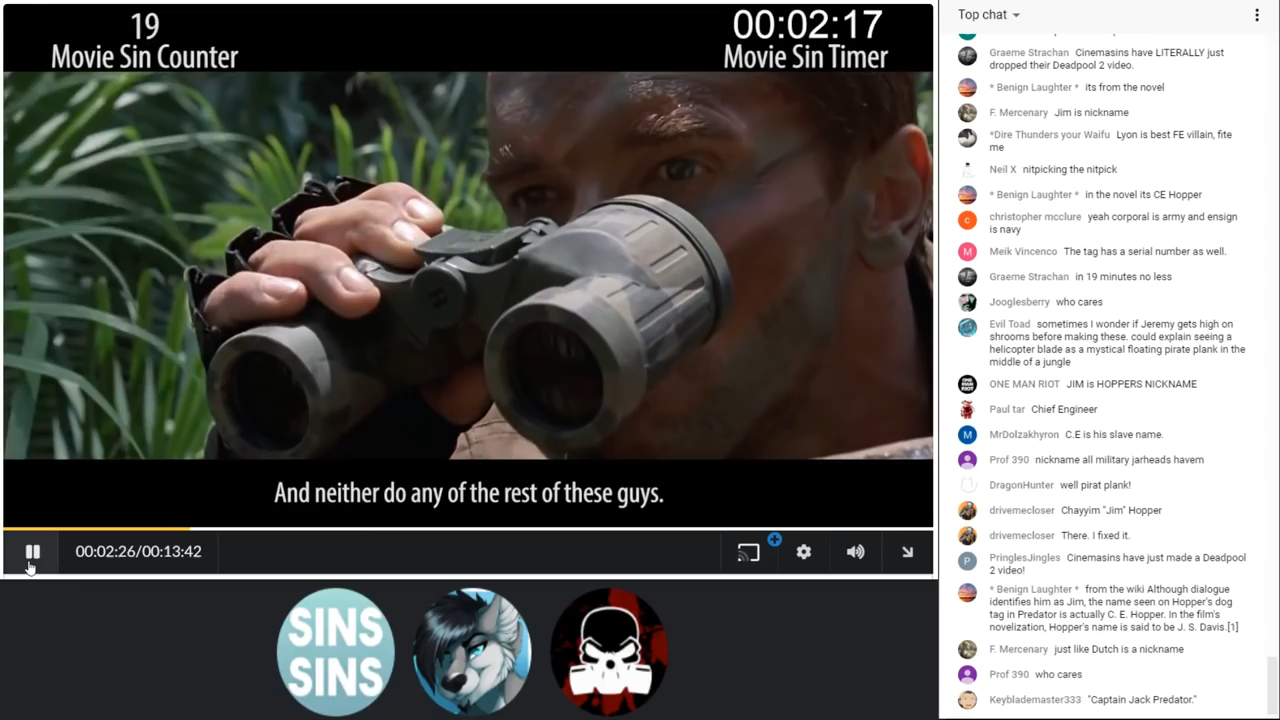 19
Movie Sin Counter
00:02:17
Movie Sin Timer
And neither do any of the rest of these guys.
00:02:26/00:13:42
SINS
SINS
Top chat
Graeme Strachan Cinemasins have LITERALLY just
dropped their Deadpool 2 video.
* Benign Laughter * its from the novel
F. Mercenary Jim is nickname
*Dire Thunders your Waifu Lyon is best FE villain, fite
me
Neil X nitpicking the nitpick
* Benign Laughter * in the novel its CE Hopper
c
christopher mcclure yeah corporal is army and ensign
is navy
M
Meik Vincenco The tag has a serial number as well.
Graeme Strachan in 19 minutes no less
Jooglesberry who cares
Evil Toad sometimes I wonder if Jeremy gets high on
shrooms before making these. could explain seeing a
helicopter blade as a mystical floating pirate plank in the
middle of a jungle
ONE MAN RIOT
ONE MAN RIOT JIM is HOPPERS NICKNAME
Paul tar Chief Engineer
M
MrDolzakhyron C.E is his slave name.
Prof 390 nickname all military jarheads havem
DragonHunter well pirat plank!
drivemecloser Chayyim "Jim" Hopper
drivemecloser There. I fixed it.
P
PringlesJingles Cinemasins have just made a Deadpool
2 video!
* Benign Laughter * from the wiki Although dialogue
identifies him as Jim, the name seen on Hopper's dog
tag in Predator is actually C. E. Hopper. In the film's
novelization, Hopper's name is said to be J. S. Davis.[1]
F. Mercenary just like Dutch is a nickname
Prof 390 who cares
Keyblademaster333 "Captain Jack Predator."